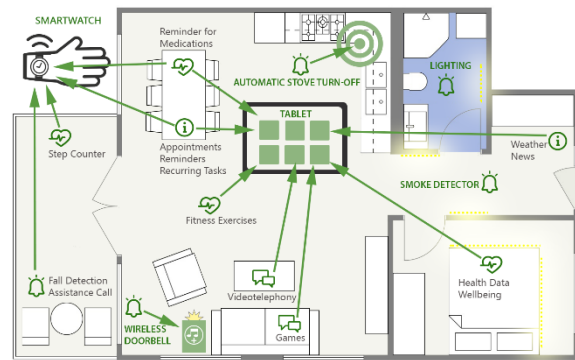 SMARTWATCH
Reminder for
Medications
AUTOMATIC STOVE TURN-OFF
LIGHTING
TABLET
Step Counter
Appointments
Reminders
Recurring Tasks
Weather
News
SMOKE DETECTOR
Fitness Exercises
Fall Detection
Assistance Call
Videotelephony
Health Data
Wellbeing
WIRELESS
DOORBELL
Games